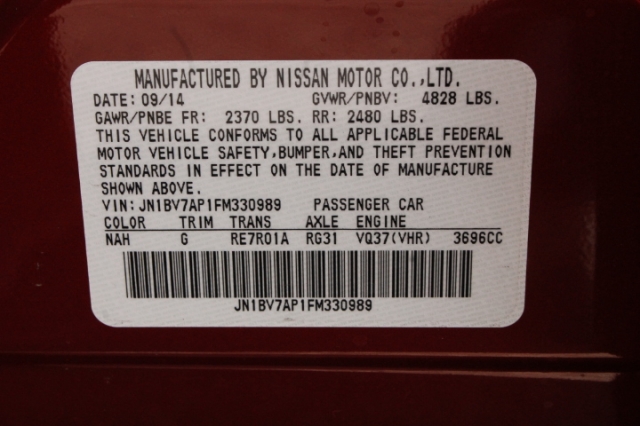 MANUFACTURED BY NISSAN MOTOR CO.,LTD.
DATE: 09/14 GVWR/PNBV: 4828 LBS.
GAWR/PNBE FR: 2370 LBS. RR: 2480 LBS.
THIS VEHICLE CONFORMS TO ALL APPLICABLE FEDERAL
MOTOR VEHICLE SAFETY,BUMPER,AND THEFT PREVENTION
STANDARDS IN EFFECT ON THE DATE OF MANUFACTURE
SHOWN ABOVE.
VIN: JN1BV7AP1FM330989 PASSENGER CAR
COLOR TRIM TRANS AXLE ENGINE
NAH G RE7R01A RG31 VQ37(VHR) 3696CC
JN1BV7AP1FM330989